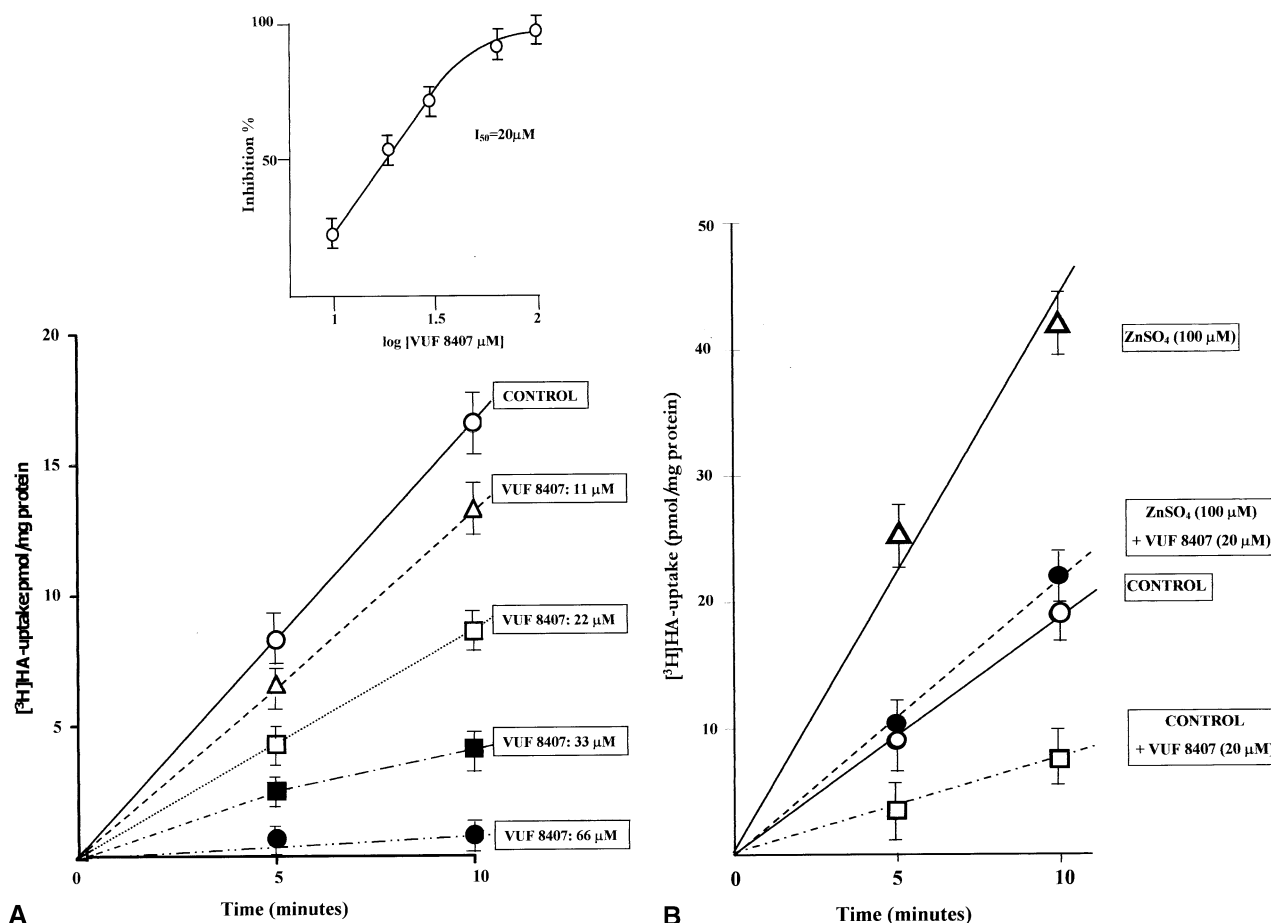 100
50
Inhibition %
I₅₀=20µM
1
1.5
2
log [VUF 8407 µM]
20
15
10
5
[³H]HA-uptake:pmol/mg protein
CONTROL
VUF 8407: 11 µM
VUF 8407: 22 µM
VUF 8407: 33 µM
VUF 8407: 66 µM
0
5
10
Time (minutes)
A
50
40
30
20
10
[³H]HA-uptake (pmol/mg protein)
ZnSO₄ (100 µM)
ZnSO₄ (100 µM)
+ VUF 8407 (20 µM)
CONTROL
CONTROL
+ VUF 8407 (20 µM)
0
5
10
Time (minutes)
B